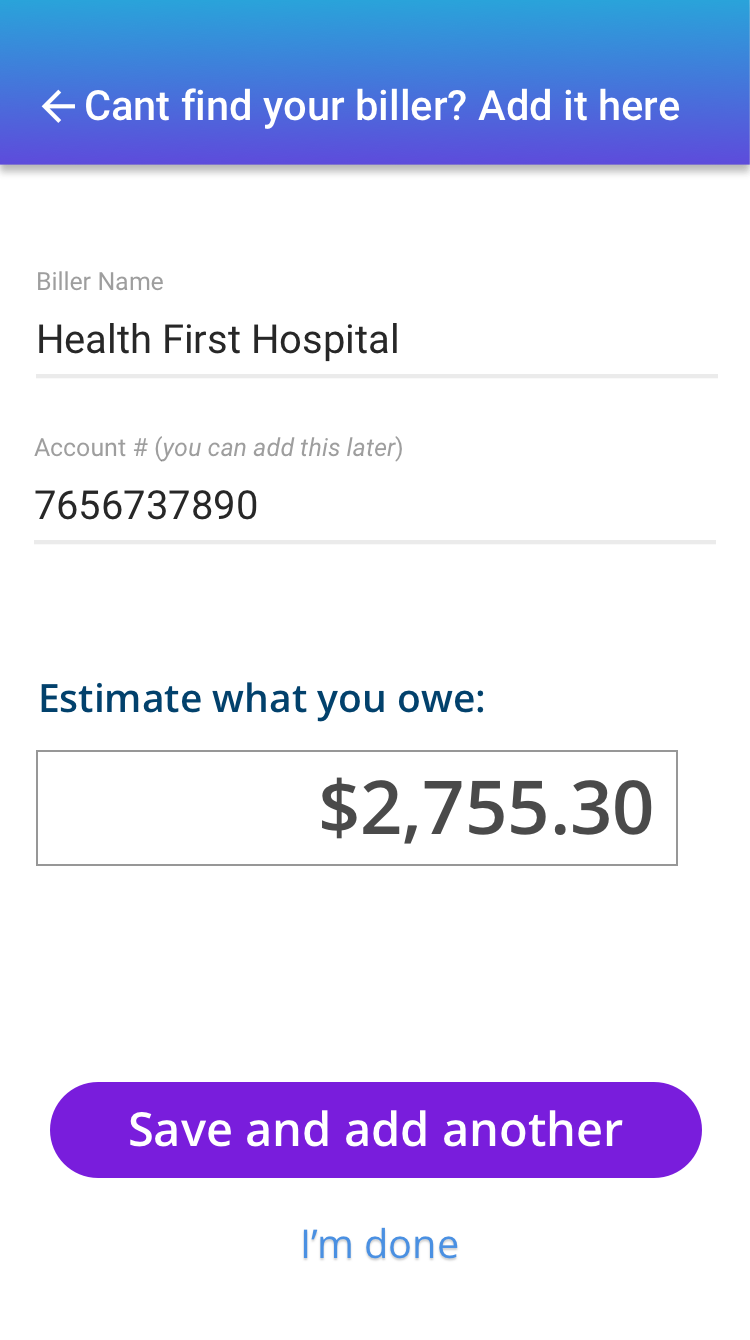 Cant find your biller? Add it here
Biller Name
Health First Hospital
Account # (you can add this later)
7656737890
Estimate what you owe:
$2,755.30
Save and add another
I’m done